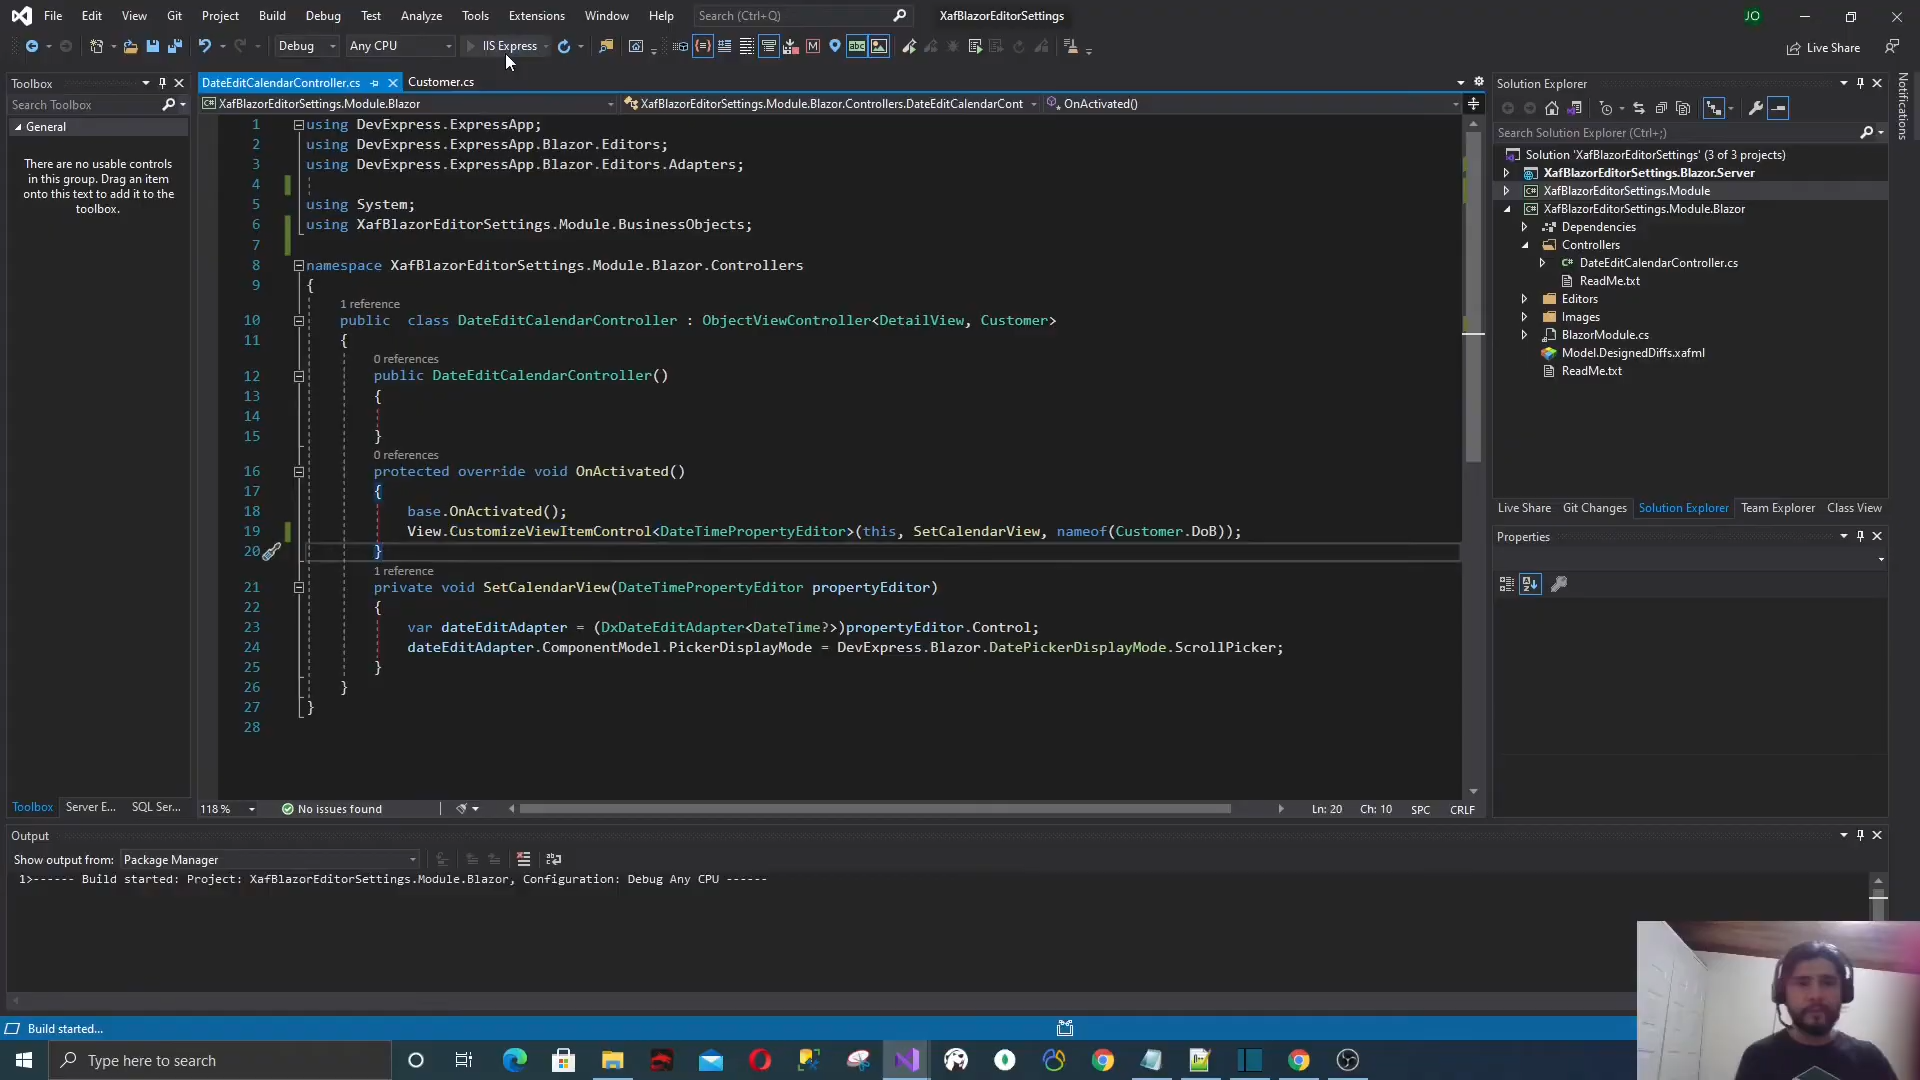 File Edit View Git Project Build Debug Test Analyze Tools Extensions Window Help Search (Ctrl+Q) XafBlazorEditorSettings JO
Debug Any CPU IIS Express Live Share
Toolbox
Search Toolbox
General
There are no usable controls
in this group. Drag an item
onto this text to add it to the
toolbox.
Toolbox Server E... SQL Ser...
DateEditCalendarController.cs Customer.cs
XafBlazorEditorSettings.Module.Blazor XafBlazorEditorSettings.Module.Blazor.Controllers.DateEditCalendarCont OnActivated()
1 using DevExpress.ExpressApp;
2 using DevExpress.ExpressApp.Blazor.Editors;
3 using DevExpress.ExpressApp.Blazor.Editors.Adapters;
4
5 using System;
6 using XafBlazorEditorSettings.Module.BusinessObjects;
7
8 namespace XafBlazorEditorSettings.Module.Blazor.Controllers
9 {
1 reference
10 public class DateEditCalendarController : ObjectViewController<DetailView, Customer>
11 {
0 references
12 public DateEditCalendarController()
13 {
14
15 }
0 references
16 protected override void OnActivated()
17 {
18 base.OnActivated();
19 View.CustomizeViewItemControl<DateTimePropertyEditor>(this, SetCalendarView, nameof(Customer.DoB));
20 }
1 reference
21 private void SetCalendarView(DateTimePropertyEditor propertyEditor)
22 {
23 var dateEditAdapter = (DxDateEditAdapter<DateTime?>)propertyEditor.Control;
24 dateEditAdapter.ComponentModel.PickerDisplayMode = DevExpress.Blazor.DatePickerDisplayMode.ScrollPicker;
25 }
26 }
27 }
28
118 % No issues found Ln: 20 Ch: 10 SPC CRLF
Solution Explorer
Search Solution Explorer (Ctrl+;)
Solution 'XafBlazorEditorSettings' (3 of 3 projects)
XafBlazorEditorSettings.Blazor.Server
XafBlazorEditorSettings.Module
XafBlazorEditorSettings.Module.Blazor
Dependencies
Controllers
DateEditCalendarController.cs
ReadMe.txt
Editors
Images
BlazorModule.cs
Model.DesignedDiffs.xafml
ReadMe.txt
Live Share Git Changes Solution Explorer Team Explorer Class View
Properties
Notifications
Output
Show output from: Package Manager
1>------ Build started: Project: XafBlazorEditorSettings.Module.Blazor, Configuration: Debug Any CPU ------
Build started...
Type here to search